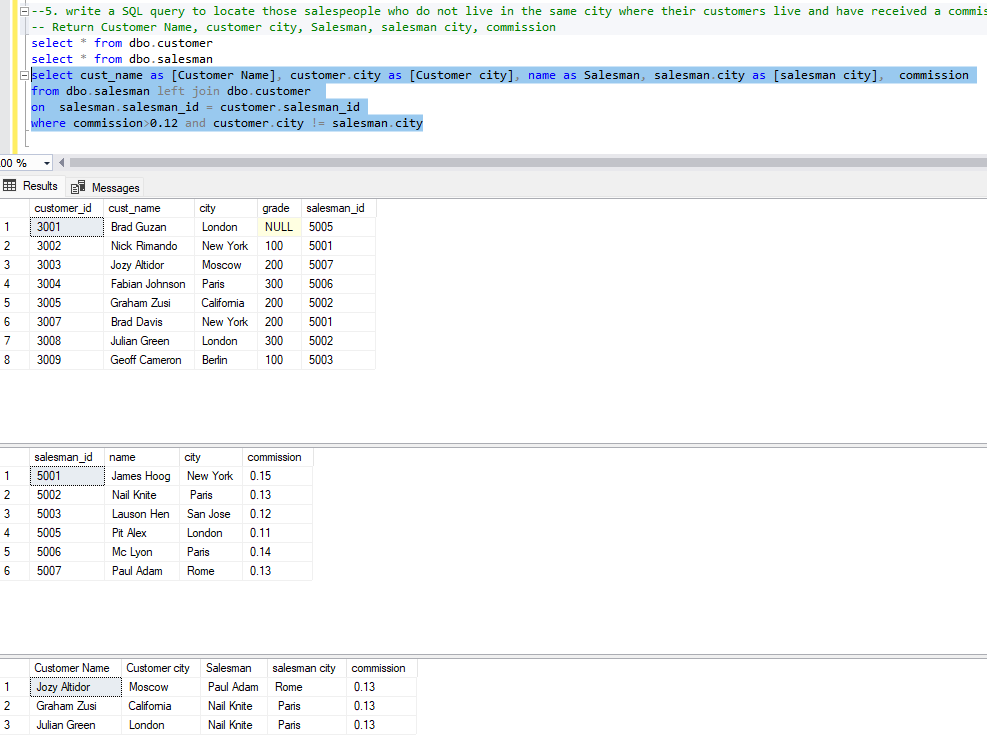 --5. write a SQL query to locate those salespeople who do not live in the same city where their customers live and have received a commis
-- Return Customer Name, customer city, Salesman, salesman city, commission
select * from dbo.customer
select * from dbo.salesman
select cust_name as [Customer Name], customer.city as [Customer city], name as Salesman, salesman.city as [salesman city], commission
from dbo.salesman left join dbo.customer
on salesman.salesman_id = customer.salesman_id
where commission>0.12 and customer.city != salesman.city
00 %
Results Messages
customer_id cust_name city grade salesman_id
1 3001 Brad Guzan London NULL 5005
2 3002 Nick Rimando New York 100 5001
3 3003 Jozy Altidor Moscow 200 5007
4 3004 Fabian Johnson Paris 300 5006
5 3005 Graham Zusi California 200 5002
6 3007 Brad Davis New York 200 5001
7 3008 Julian Green London 300 5002
8 3009 Geoff Cameron Berlin 100 5003
salesman_id name city commission
1 5001 James Hoog New York 0.15
2 5002 Nail Knite Paris 0.13
3 5003 Lauson Hen San Jose 0.12
4 5005 Pit Alex London 0.11
5 5006 Mc Lyon Paris 0.14
6 5007 Paul Adam Rome 0.13
Customer Name Customer city Salesman salesman city commission
1 Jozy Altidor Moscow Paul Adam Rome 0.13
2 Graham Zusi California Nail Knite Paris 0.13
3 Julian Green London Nail Knite Paris 0.13